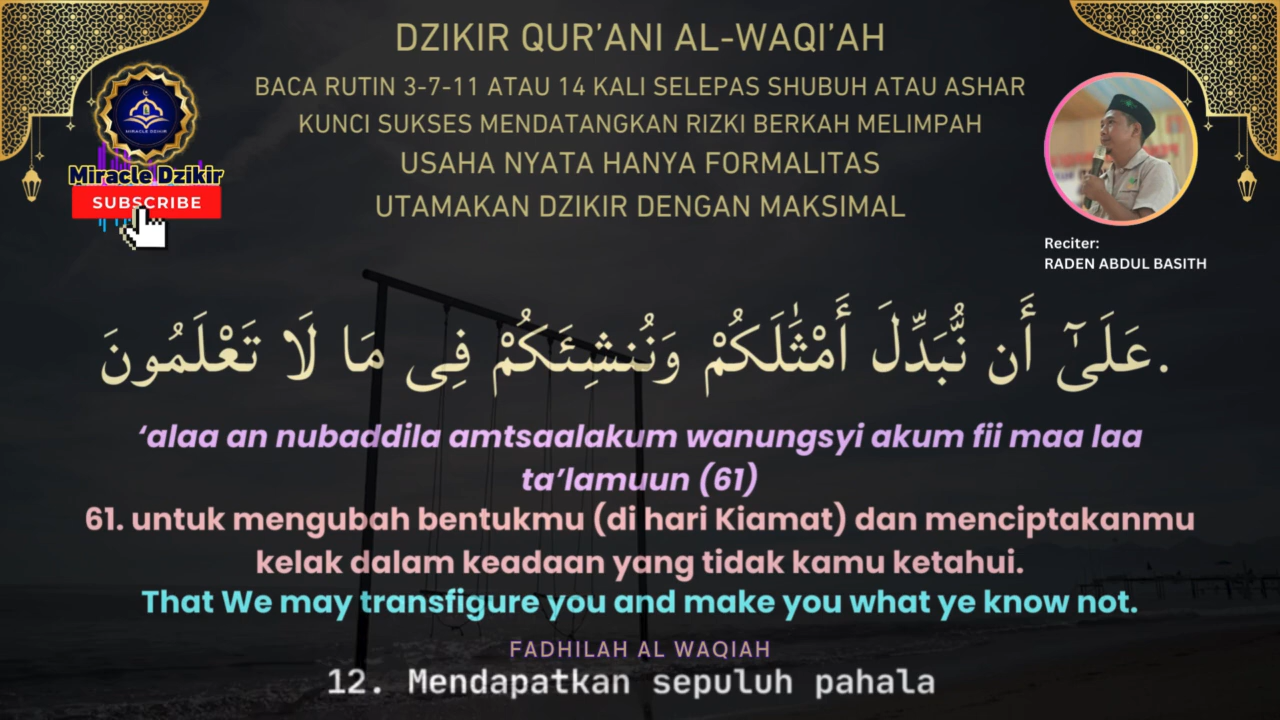 DZIKIR QUR’ANI AL-WAQI’AH
BACA RUTIN 3-7-11 ATAU 14 KALI SELEPAS SHUBUH ATAU ASHAR
KUNCI SUKSES MENDATANGKAN RIZKI BERKAH MELIMPAH
USAHA NYATA HANYA FORMALITAS
UTAMAKAN DZIKIR DENGAN MAKSIMAL
MIRACLE DZIKIR
Miracle Dzikir
SUBSCRIBE
Reciter:
RADEN ABDUL BASITH
عَلَىٰٓ أَن نُّبَدِّلَ أَمْثَٰلَكُمْ وَنُنشِئَكُمْ فِى مَا لَا تَعْلَمُونَ.
‘alaa an nubaddila amtsaalakum wanungsyi akum fii maa laa
ta’lamuun (61)
61. untuk mengubah bentukmu (di hari Kiamat) dan menciptakanmu
kelak dalam keadaan yang tidak kamu ketahui.
That We may transfigure you and make you what ye know not.
FADHILAH AL WAQIAH
12. Mendapatkan sepuluh pahala